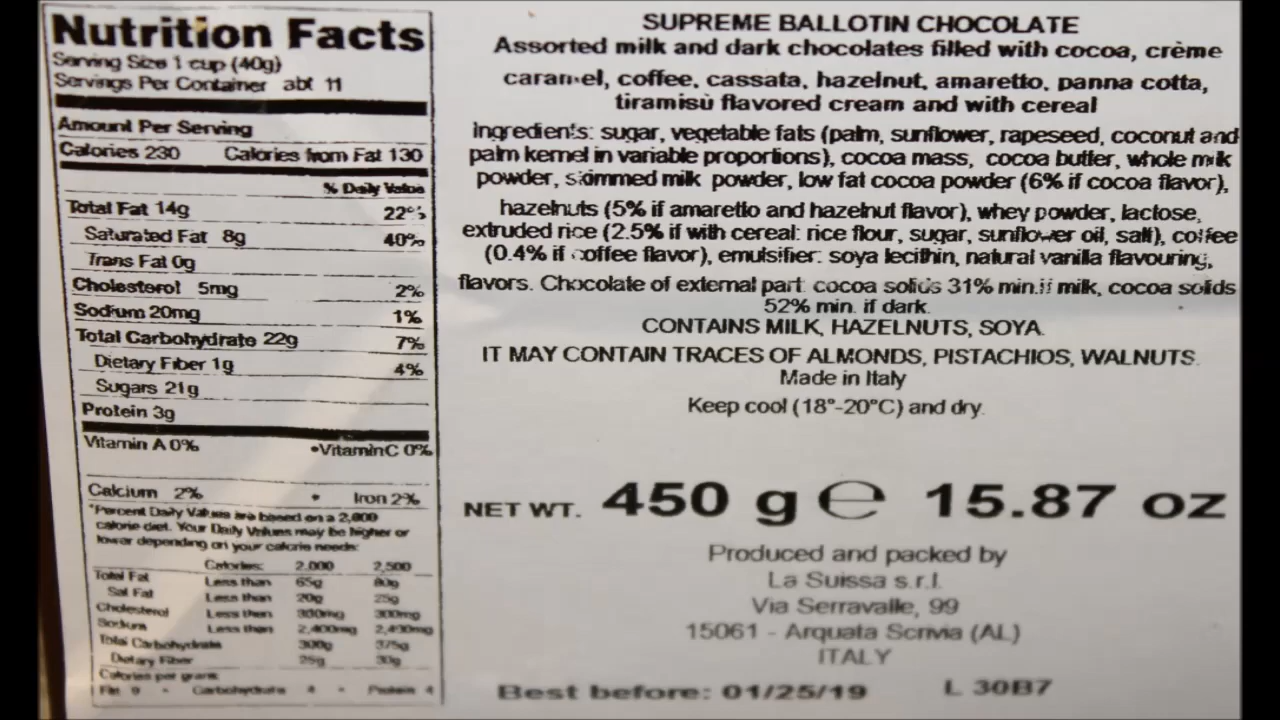 Nutrition Facts
Serving Size 1 cup (40g)
Servings Per Container abt 11
Amount Per Serving
Calories 230 Calories from Fat 130
% Daily Value
Total Fat 14g 22%
Saturated Fat 8g 40%
Trans Fat 0g
Cholesterol 5mg 2%
Sodium 20mg 1%
Total Carbohydrate 22g 7%
Dietary Fiber 1g 4%
Sugars 21g
Protein 3g
Vitamin A 0% •Vitamin C 0%
Calcium 2% • Iron 2%
*Percent Daily Values are based on a 2,000
calorie diet. Your Daily Values may be higher or
lower depending on your calorie needs:
Calories: 2,000 2,500
Total Fat Less than 65g 80g
Sat Fat Less than 20g 25g
Cholesterol Less than 300mg 300mg
Sodium Less than 2,400mg 2,400mg
Total Carbohydrate 300g 375g
Dietary Fiber 25g 30g
Calories per gram:
Fat 9 • Carbohydrate 4 • Protein 4
SUPREME BALLOTIN CHOCOLATE
Assorted milk and dark chocolates filled with cocoa, crème
caramel, coffee, cassata, hazelnut, amaretto, panna cotta,
tiramisù flavored cream and with cereal
Ingredients: sugar, vegetable fats (palm, sunflower, rapeseed, coconut and
palm kernel in variable proportions), cocoa mass, cocoa butter, whole milk
powder, skimmed milk powder, low fat cocoa powder (6% if cocoa flavor),
hazelnuts (5% if amaretto and hazelnut flavor), whey powder, lactose,
extruded rice (2.5% if with cereal: rice flour, sugar, sunflower oil, salt), coffee
(0.4% if coffee flavor), emulsifier: soya lecithin, natural vanilla flavouring,
flavors. Chocolate of external part: cocoa solids 31% min.if milk, cocoa solids
52% min. if dark.
CONTAINS MILK, HAZELNUTS, SOYA.
IT MAY CONTAIN TRACES OF ALMONDS, PISTACHIOS, WALNUTS.
Made in Italy
Keep cool (18°-20°C) and dry.
NET WT. 450 g ℮ 15.87 oz
Produced and packed by
La Suissa s.r.l.
Via Serravalle, 99
15061 - Arquata Scrivia (AL)
ITALY
Best before: 01/25/19 L 30B7